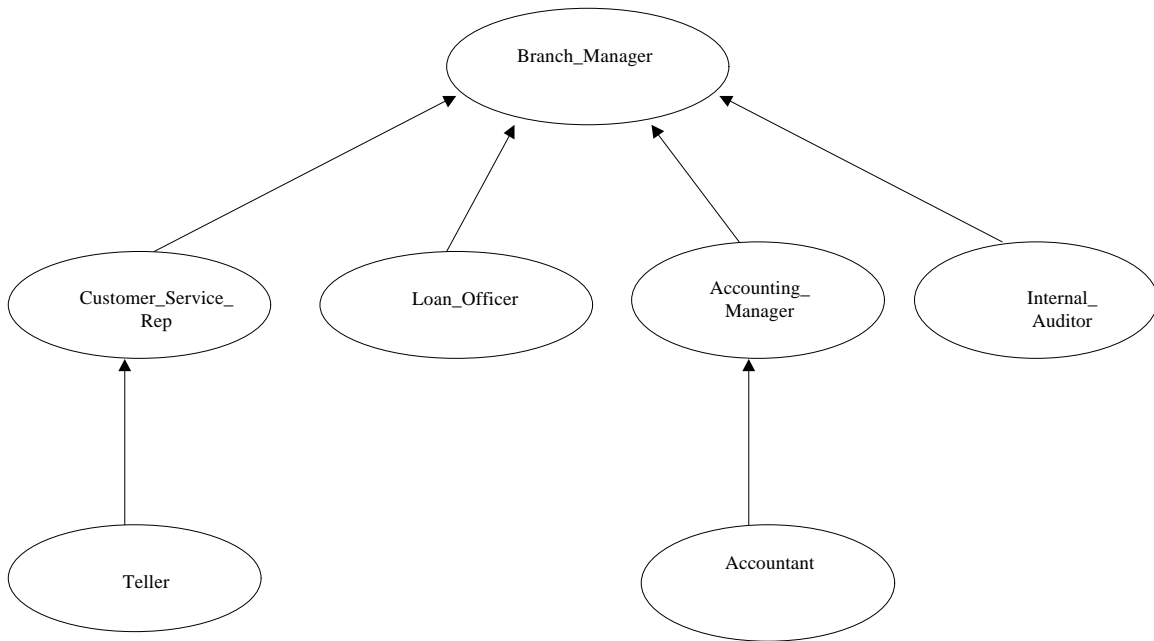 Branch_Manager
Customer_Service_
Rep
Loan_Officer
Accounting_
Manager
Internal_
Auditor
Teller
Accountant